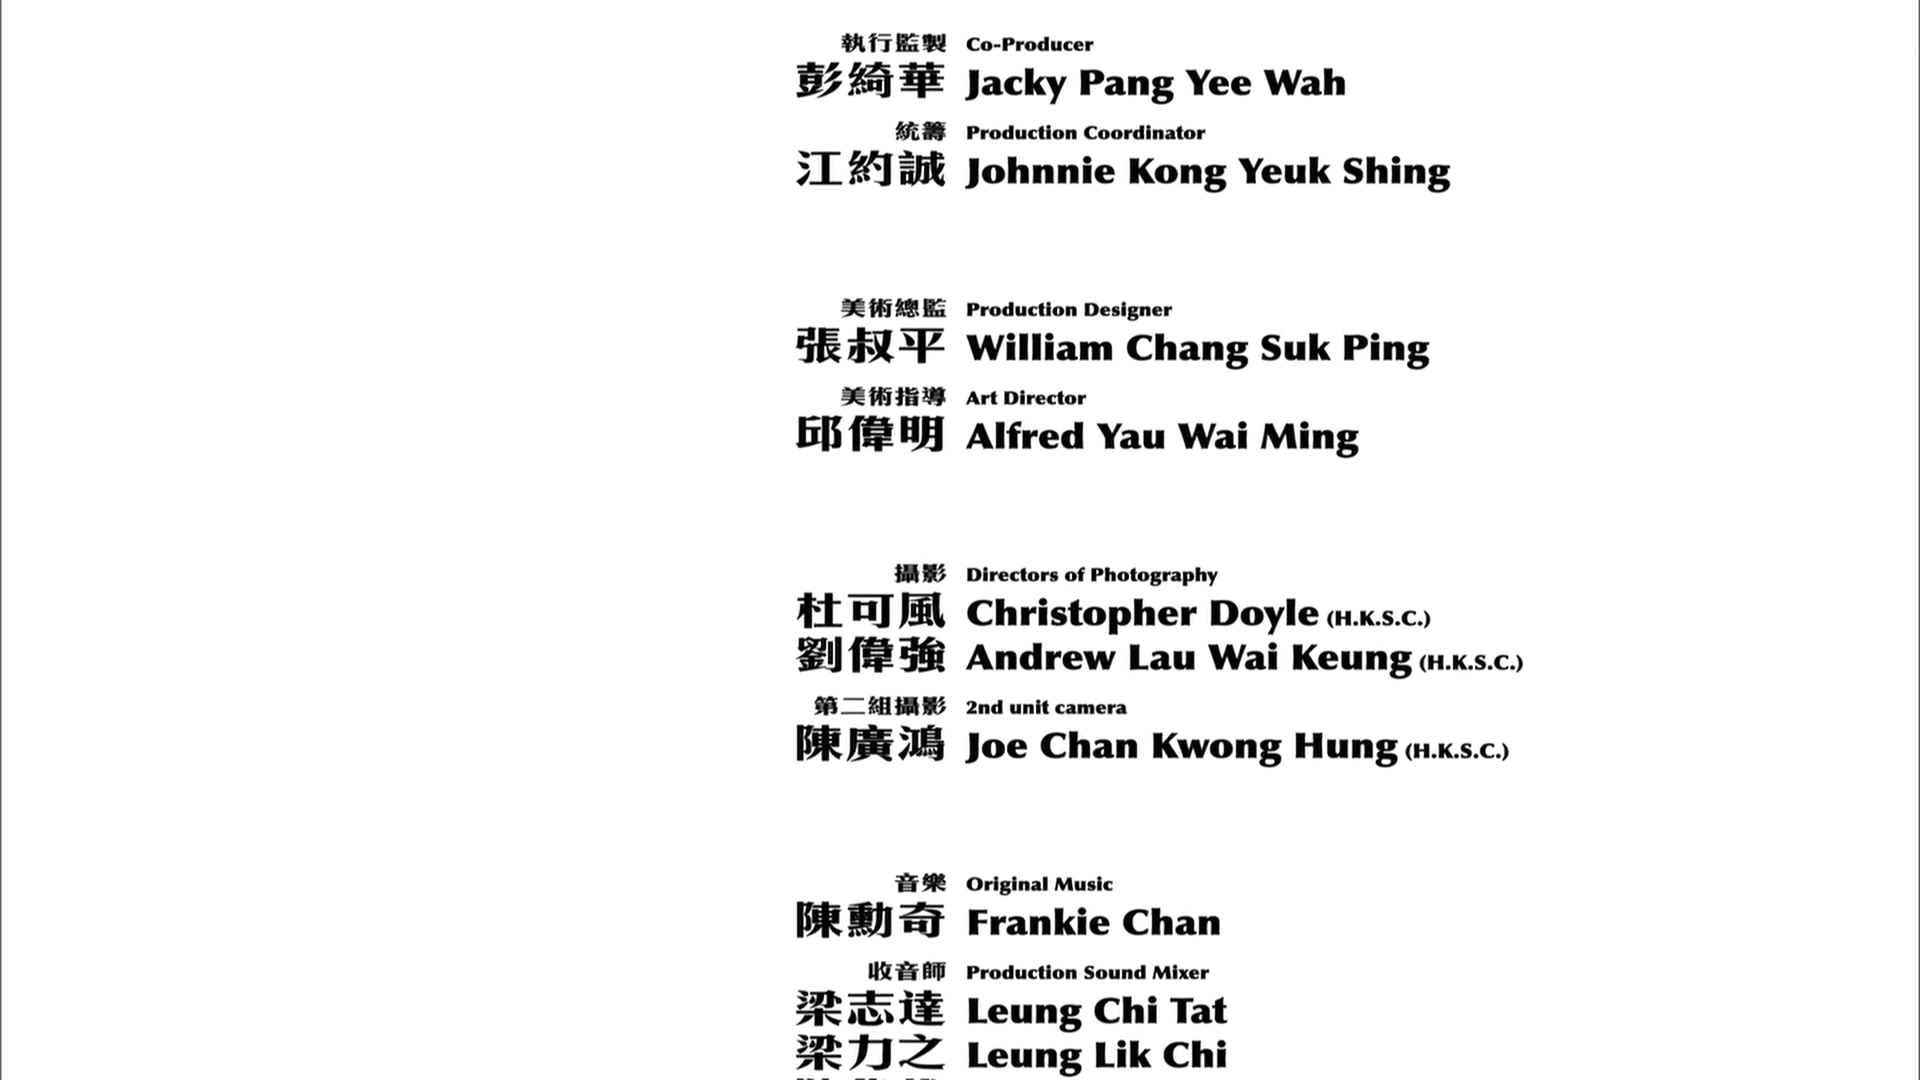 執行監製 Co-Producer
彭綺華 Jacky Pang Yee Wah
統籌 Production Coordinator
江約誠 Johnnie Kong Yeuk Shing
美術總監 Production Designer
張叔平 William Chang Suk Ping
美術指導 Art Director
邱偉明 Alfred Yau Wai Ming
攝影 Directors of Photography
杜可風 Christopher Doyle (H.K.S.C.)
劉偉強 Andrew Lau Wai Keung (H.K.S.C.)
第二組攝影 2nd unit camera
陳廣鴻 Joe Chan Kwong Hung (H.K.S.C.)
音樂 Original Music
陳勳奇 Frankie Chan
收音師 Production Sound Mixer
梁志達 Leung Chi Tat
梁力之 Leung Lik Chi